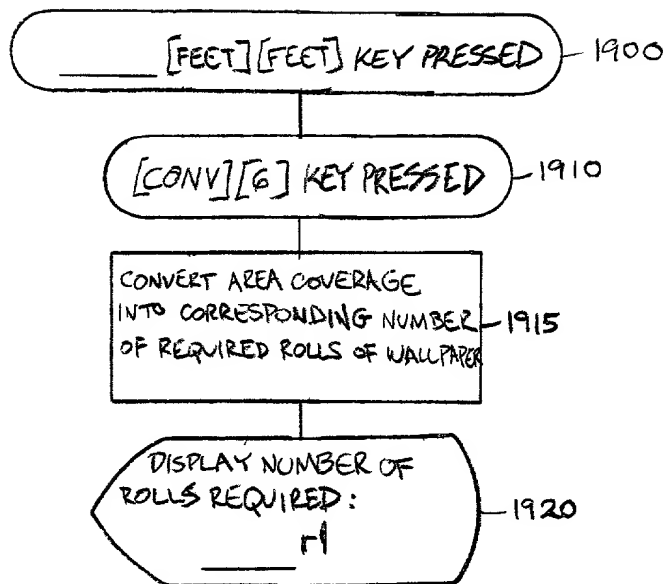 _____ [FEET][FEET] KEY PRESSED 1900
[CONV][6] KEY PRESSED 1910
CONVERT AREA COVERAGE
INTO CORRESPONDING NUMBER 1915
OF REQUIRED ROLLS OF WALLPAPER
DISPLAY NUMBER OF
ROLLS REQUIRED: 1920
_____ rl